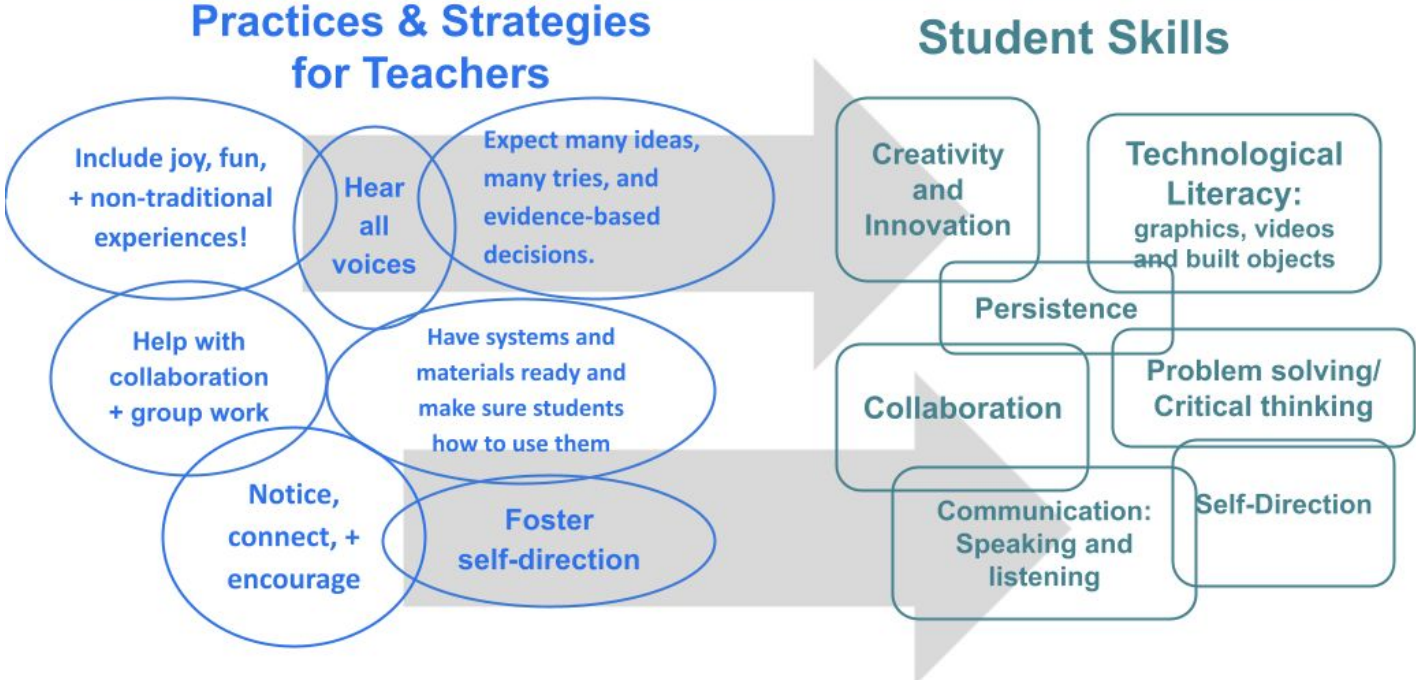 Practices & Strategies
for Teachers
Include joy, fun,
+ non-traditional
experiences!
Hear
all
voices
Expect many ideas,
many tries, and
evidence-based
decisions.
Help with
collaboration
+ group work
Have systems and
materials ready and
make sure students
how to use them
Notice,
connect, +
encourage
Foster
self-direction
Student Skills
Creativity
and
Innovation
Technological
Literacy:
graphics, videos
and built objects
Persistence
Collaboration
Problem solving/
Critical thinking
Communication:
Speaking and
listening
Self-Direction